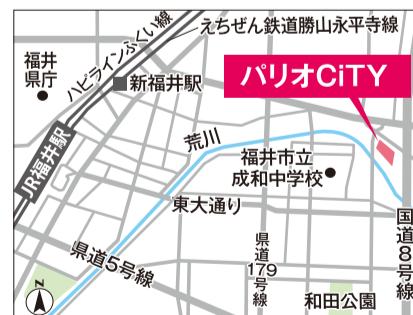 えちぜん鉄道勝山永平寺線
ハピラインふくい線
福井
県庁
新福井駅
パリオCiTY
JR福井駅
荒川
福井市立
成和中学校
東大通り
国道8号線
県道179号線
県道5号線
和田公園
N